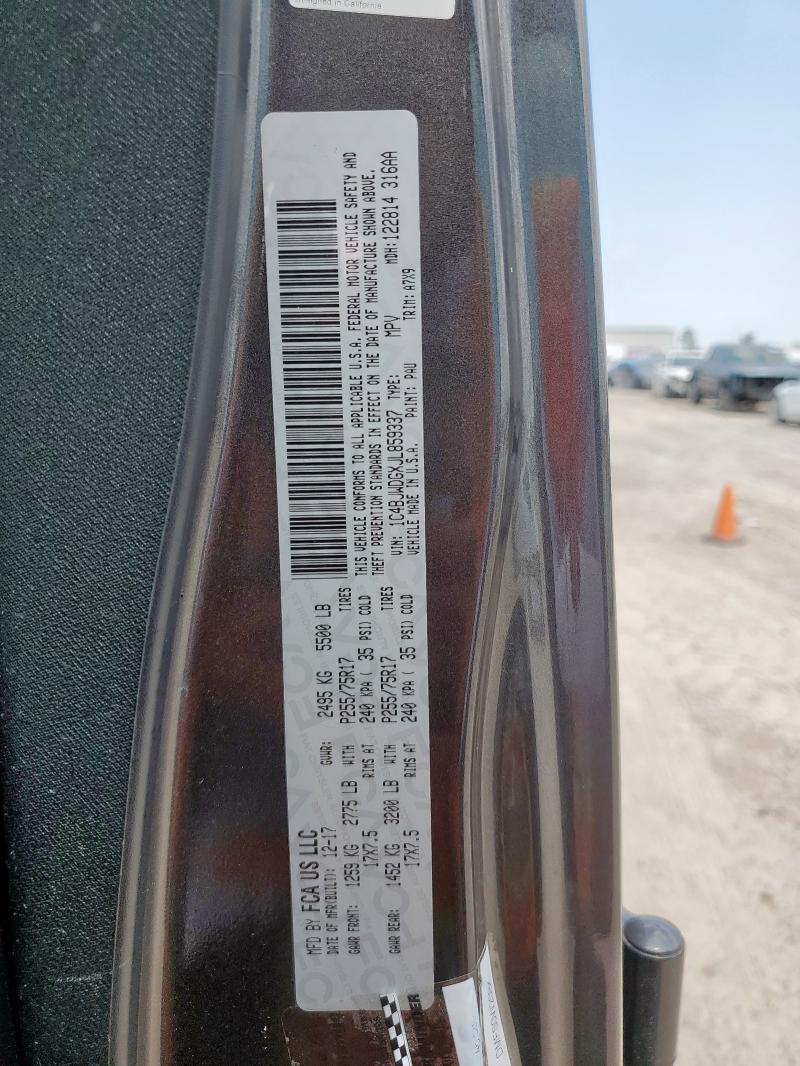 Designed in California
MFD BY FCA US LLC
DATE OF MFR(BUILT): 12-17 GVWR: 2495 KG 5500 LB
GAWR FRONT: 1259 KG 2775 LB WITH P255/75R17 TIRES
17X7.5 RIMS AT 240 KPA ( 35 PSI) COLD
GAWR REAR: 1452 KG 3200 LB WITH P255/75R17 TIRES
17X7.5 RIMS AT 240 KPA ( 35 PSI) COLD
THIS VEHICLE CONFORMS TO ALL APPLICABLE U.S.A. FEDERAL MOTOR VEHICLE SAFETY AND
THEFT PREVENTION STANDARDS IN EFFECT ON THE DATE OF MANUFACTURE SHOWN ABOVE.
VIN: 1C4BJWDGXJL859337 TYPE: MPV MDH:122814 316AA
VEHICLE MADE IN U.S.A. PAINT: PAU TRIM: A7X9